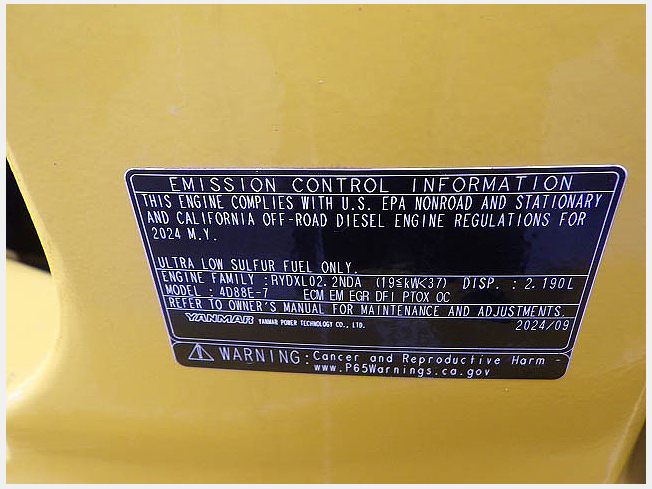 EMISSION CONTROL INFORMATION
THIS ENGINE COMPLIES WITH U.S. EPA NONROAD AND STATIONARY
AND CALIFORNIA OFF-ROAD DIESEL ENGINE REGULATIONS FOR
2024 M.Y.
ULTRA LOW SULFUR FUEL ONLY.
ENGINE FAMILY : RYDXL02.2NDA (19≦kW<37) DISP. : 2.190L
MODEL : 4D88E-7 ECM EM EGR DFI PTOX OC
REFER TO OWNER'S MANUAL FOR MAINTENANCE AND ADJUSTMENTS.
YANMAR YANMAR POWER TECHNOLOGY CO., LTD. 2024/09
⚠ WARNING: Cancer and Reproductive Harm -
www.P65Warnings.ca.gov